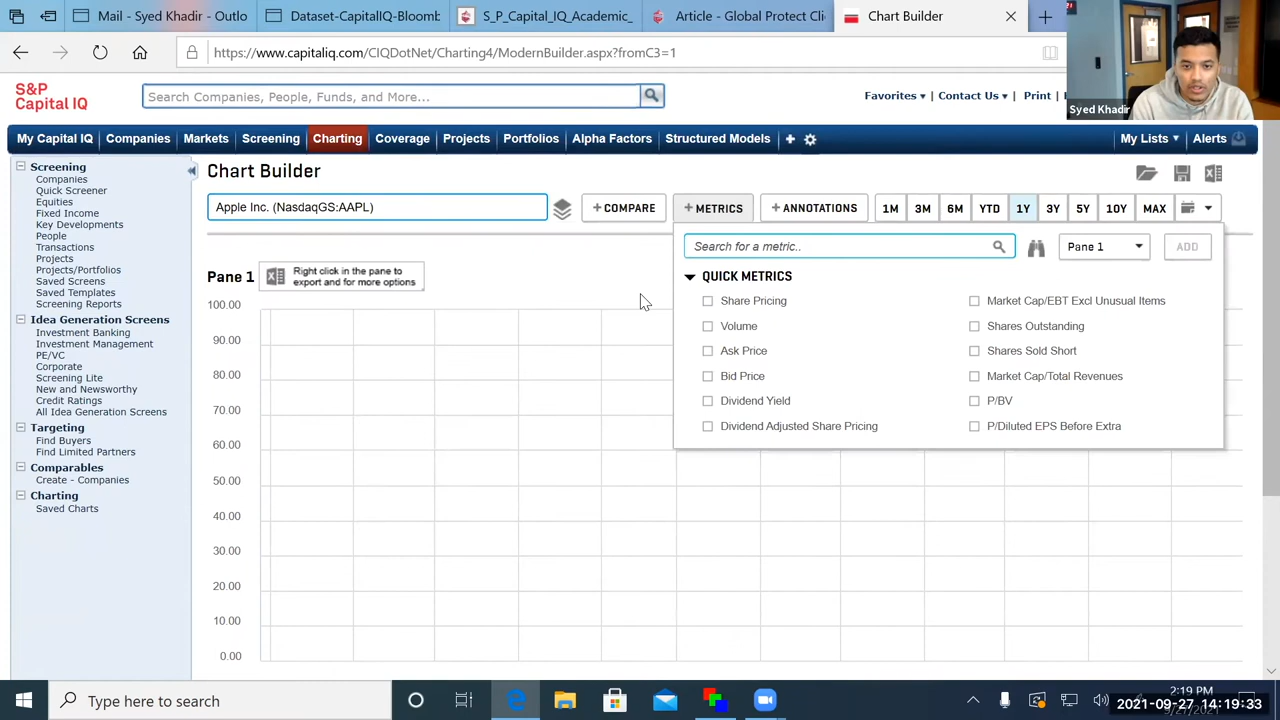 Mail - Syed Khadir - Outlo
Dataset-CapitalIQ-BloomL
S_P_Capital_IQ_Academic_
Article - Global Protect Cli
Chart Builder
https://www.capitaliq.com/CIQDotNet/Charting4/ModernBuilder.aspx?fromC3=1
Syed Khadir
S&P
Capital IQ
Search Companies, People, Funds, and More...
Favorites | Contact Us | Print |
My Capital IQ Companies Markets Screening Charting Coverage Projects Portfolios Alpha Factors Structured Models
My Lists Alerts
Screening
Companies
Quick Screener
Equities
Fixed Income
Key Developments
People
Transactions
Projects
Projects/Portfolios
Saved Screens
Saved Templates
Screening Reports
Idea Generation Screens
Investment Banking
Investment Management
PE/VC
Corporate
Screening Lite
New and Newsworthy
Credit Ratings
All Idea Generation Screens
Targeting
Find Buyers
Find Limited Partners
Comparables
Create - Companies
Charting
Saved Charts
Chart Builder
Apple Inc. (NasdaqGS:AAPL)
+ COMPARE + METRICS + ANNOTATIONS 1M 3M 6M YTD 1Y 3Y 5Y 10Y MAX
Search for a metric..
Pane 1
ADD
QUICK METRICS
Share Pricing
Volume
Ask Price
Bid Price
Dividend Yield
Dividend Adjusted Share Pricing
Market Cap/EBT Excl Unusual Items
Shares Outstanding
Shares Sold Short
Market Cap/Total Revenues
P/BV
P/Diluted EPS Before Extra
Pane 1
Right click in the pane to
export and for more options
100.00
90.00
80.00
70.00
60.00
50.00
40.00
30.00
20.00
10.00
0.00
Type here to search
2:19 PM
2021-09-27 14:19:33